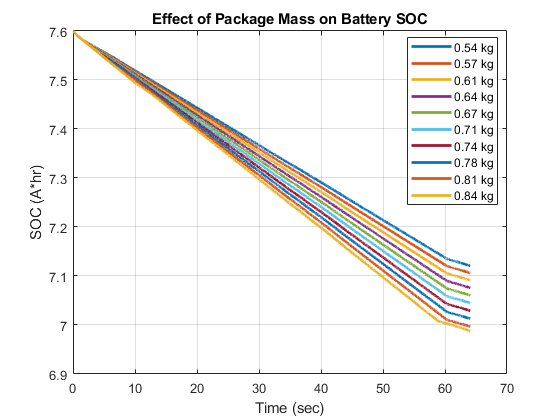 Effect of Package Mass on Battery SOC
7.6
7.5
7.4
7.3
7.2
7.1
7
6.9
SOC (A*hr)
0.54 kg
0.57 kg
0.61 kg
0.64 kg
0.67 kg
0.71 kg
0.74 kg
0.78 kg
0.81 kg
0.84 kg
0 10 20 30 40 50 60 70
Time (sec)